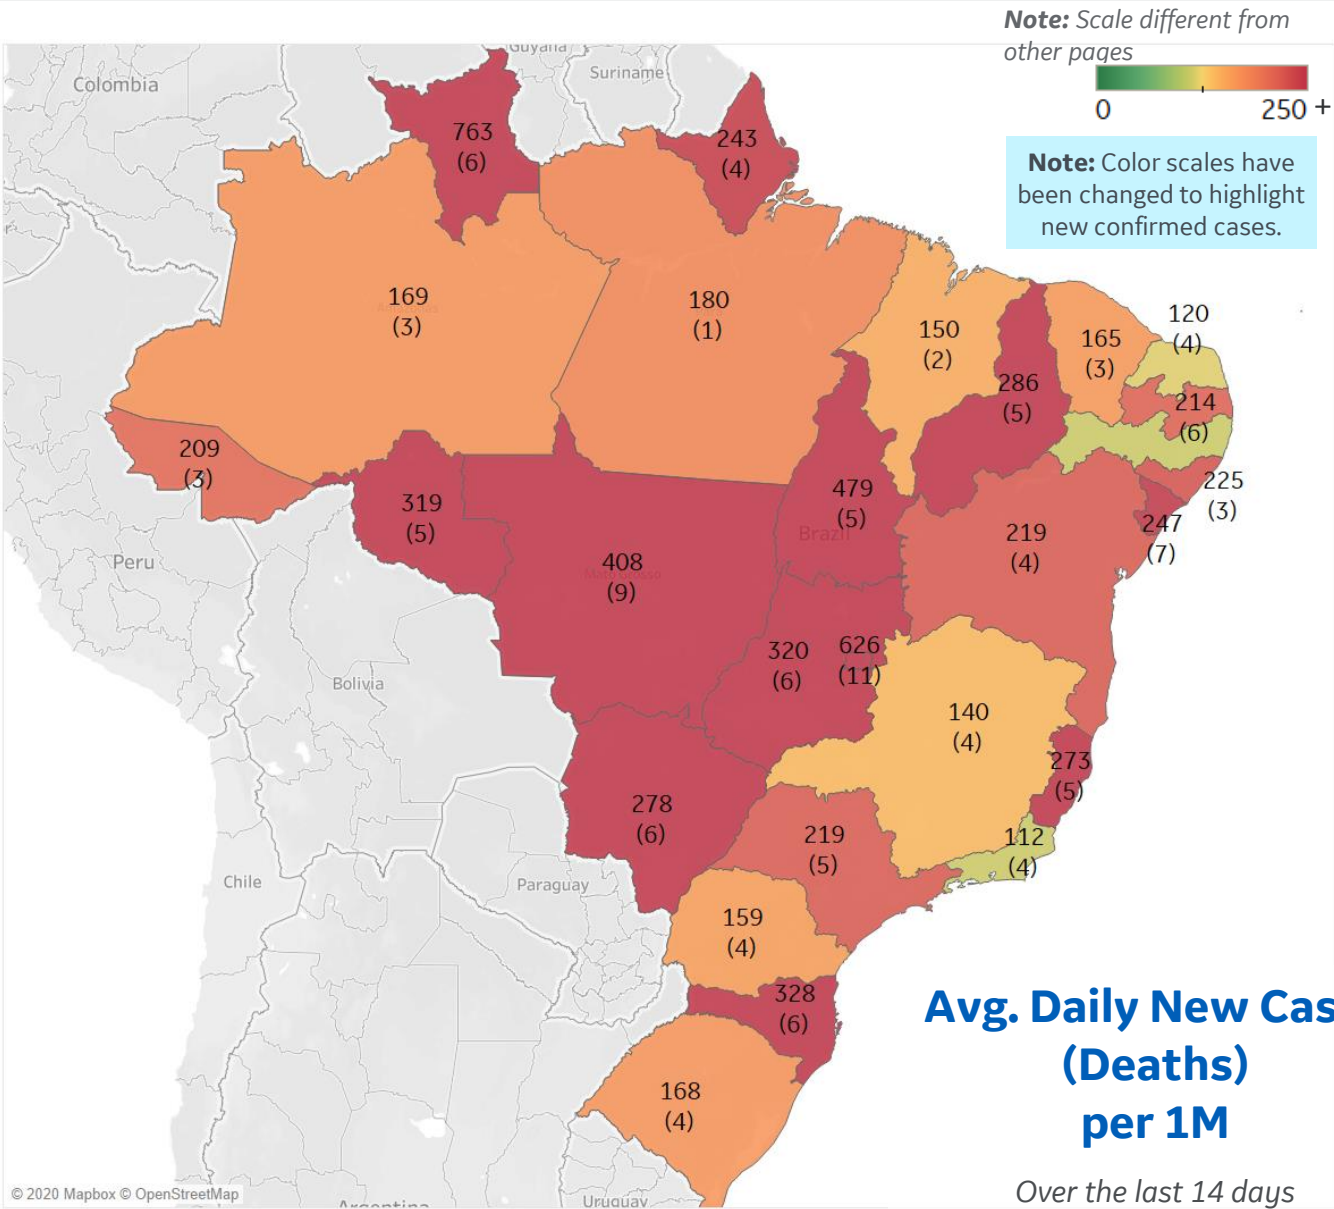 Note: Scale different from
other pages
0 250 +
Note: Color scales have
been changed to highlight
new confirmed cases.
Guyana
Suriname
Colombia
763
(6)
243
(4)
169
(3)
180
(1)
150
(2)
286
(5)
165
(3)
120
(4)
214
(6)
209
(3)
319
(5)
408
(9)
479
(5)
Brazil
219
(4)
225
(3)
247
(7)
Peru
Bolivia
320
(6)
626
(11)
140
(4)
273
(5)
278
(6)
219
(5)
112
(4)
Chile
Paraguay
159
(4)
328
(6)
168
(4)
Avg. Daily New Cas
(Deaths)
per 1M
Over the last 14 days
© 2020 Mapbox © OpenStreetMap
Argentina
Uruguay